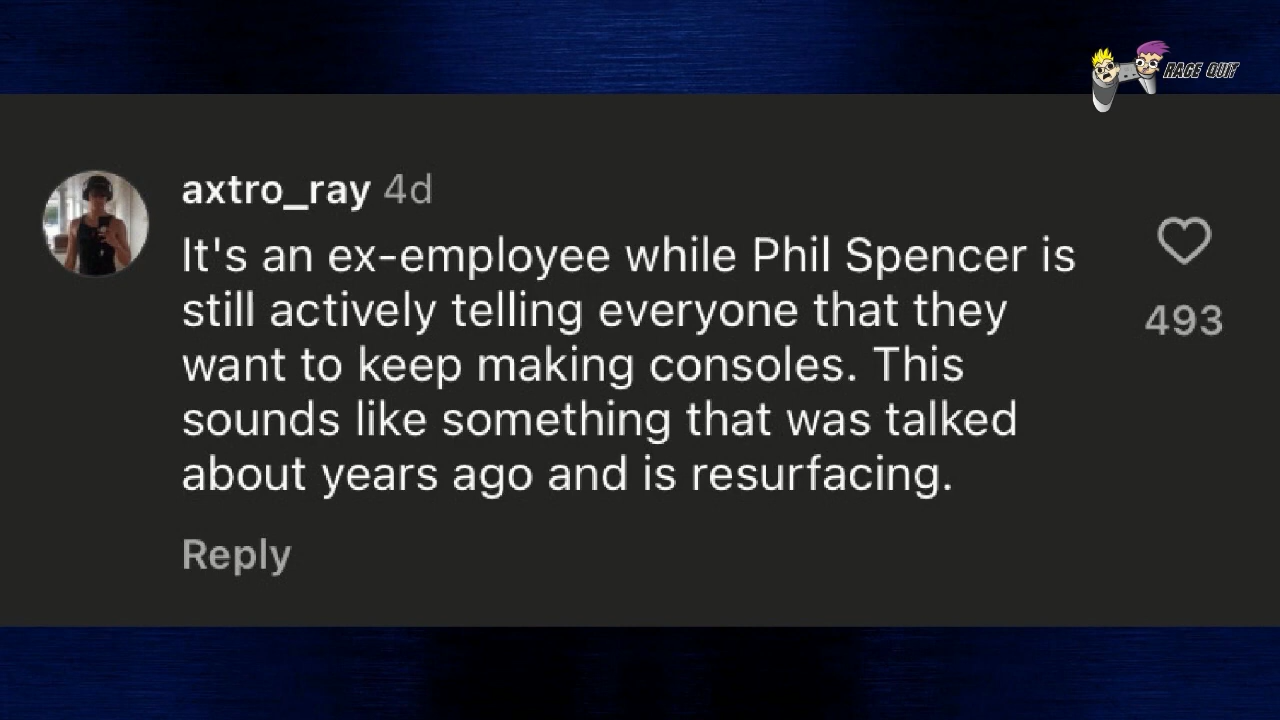 RAGE QUIT
axtro_ray 4d
It's an ex-employee while Phil Spencer is
still actively telling everyone that they
want to keep making consoles. This
sounds like something that was talked
about years ago and is resurfacing.
493
Reply